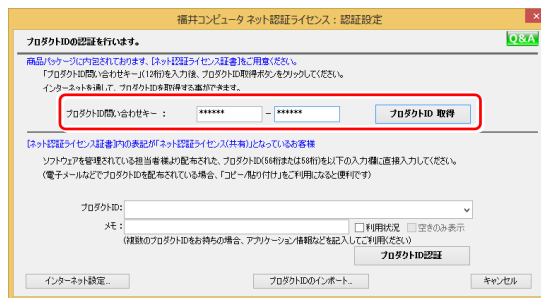 福井コンピュータ ネット認証ライセンス：認証設定
×
プロダクトIDの認証を行います。
Q&A
商品パッケージに内包されております、[ネット認証ライセンス証書]をご用意ください。
「プロダクトID問い合わせキー」(12桁)を入力後、プロダクトID取得ボタンをクリックしてください。
インターネットを通して、プロダクトIDを取得する事ができます。
プロダクトID問い合わせキー： ****** - ****** プロダクトID 取得
[ネット認証ライセンス証書]内の表記が「ネット認証ライセンス(共有)」となっているお客様
ソフトウェアを管理されている担当者様より配布された、プロダクトID(56桁または58桁)を以下の入力欄に直接入力してください。
(電子メールなどでプロダクトIDを配布されている場合、「コピー/貼り付け」をご利用になると便利です)
プロダクトID:
メモ: 利用状況 空きのみ表示
(複数のプロダクトIDをお持ちの場合、アプリケーション情報などを記入してご利用ください)
プロダクトID認証
インターネット設定... プロダクトIDのインポート... キャンセル